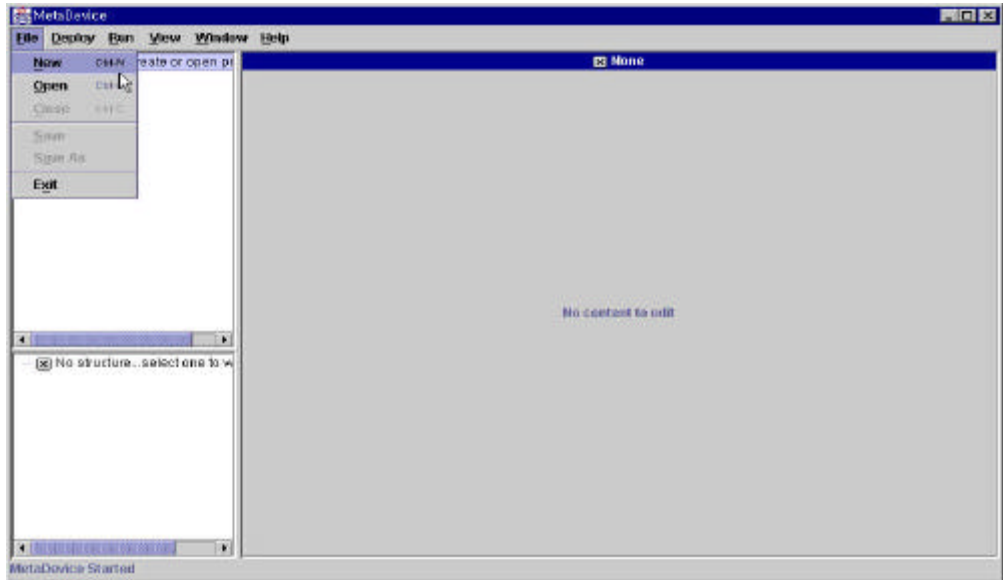 MetaDevice
File Deploy Run View Window Help
New Ctrl-N reate or open pr
None
Open
Close Ctrl-C
Save
Save As
Exit
No content to edit
No structure...select one to w
MetaDevice Started